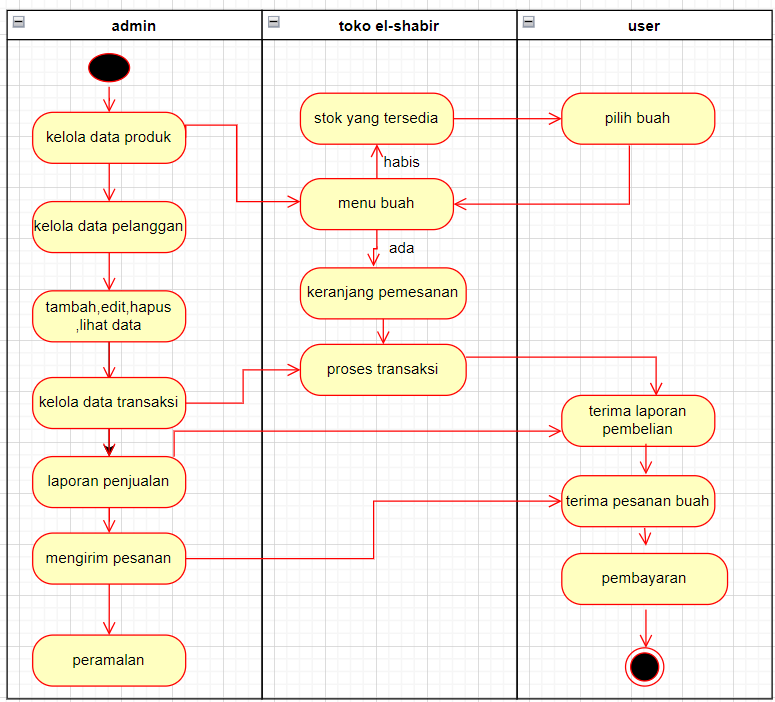 admin
toko el-shabir
user
kelola data produk
stok yang tersedia
pilih buah
habis
kelola data pelanggan
menu buah
ada
tambah,edit,hapus
,lihat data
keranjang pemesanan
proses transaksi
kelola data transaksi
terima laporan
pembelian
laporan penjualan
terima pesanan buah
mengirim pesanan
pembayaran
peramalan